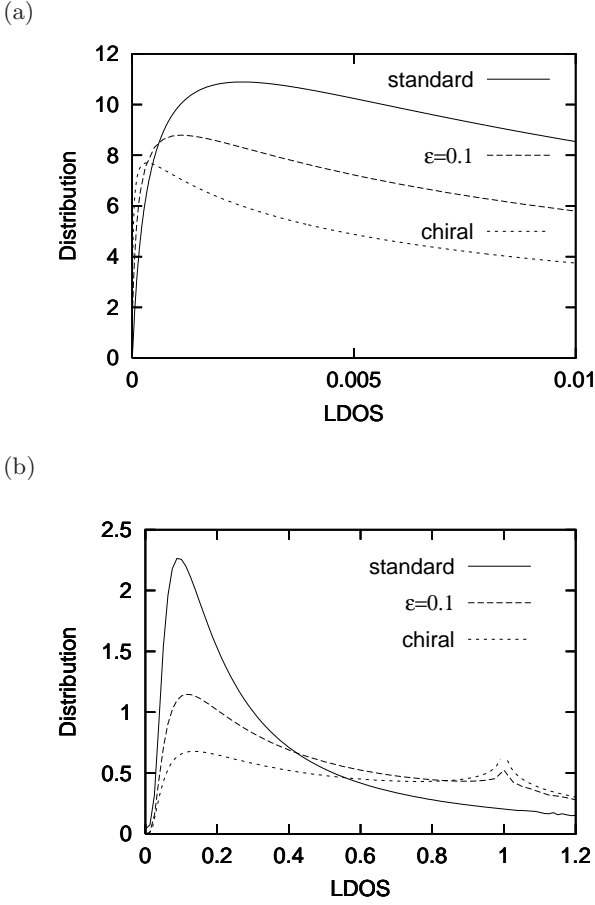 (a)
12
10
8
6
4
2
0
Distribution
standard
ε=0.1
chiral
0
0.005
0.01
LDOS
(b)
2.5
2
1.5
1
0.5
0
Distribution
standard
ε=0.1
chiral
0
0.2
0.4
0.6
0.8
1
1.2
LDOS